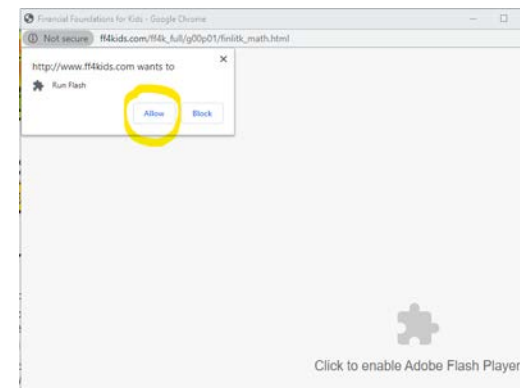 Financial Foundations for Kids - Google Chrome
Not secure ff4kids.com/ff4k_full/g00p01/finlitk_math.html
http://www.ff4kids.com wants to
Run Flash
Allow Block
Click to enable Adobe Flash Player